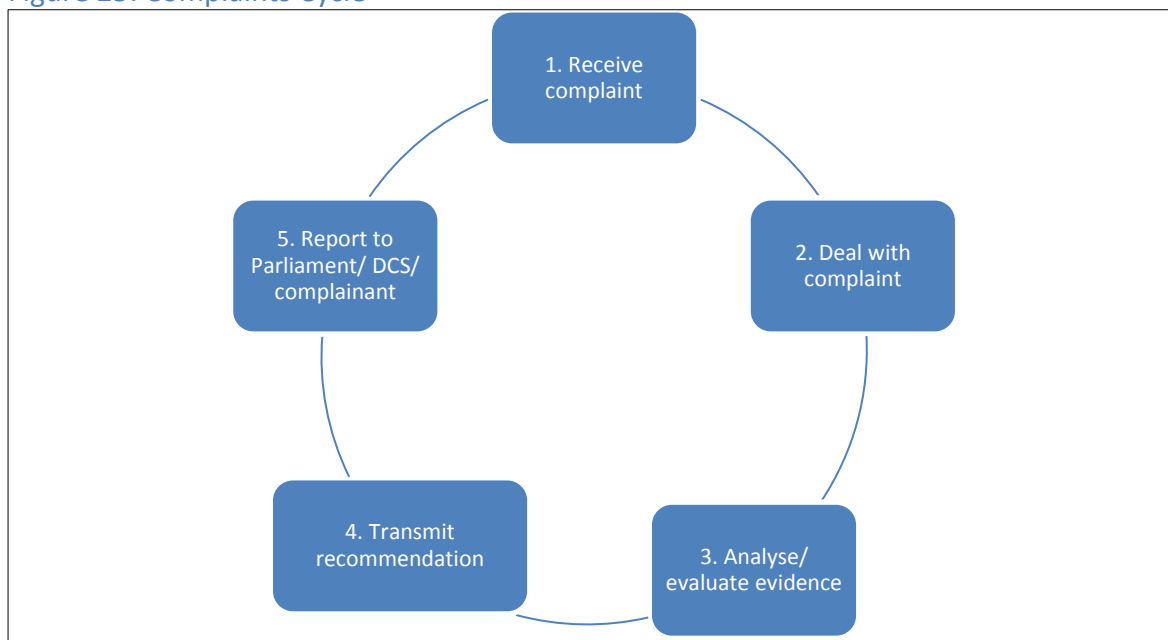 1. Receive
complaint
2. Deal with
complaint
3. Analyse/
evaluate evidence
4. Transmit
recommendation
5. Report to
Parliament/ DCS/
complainant